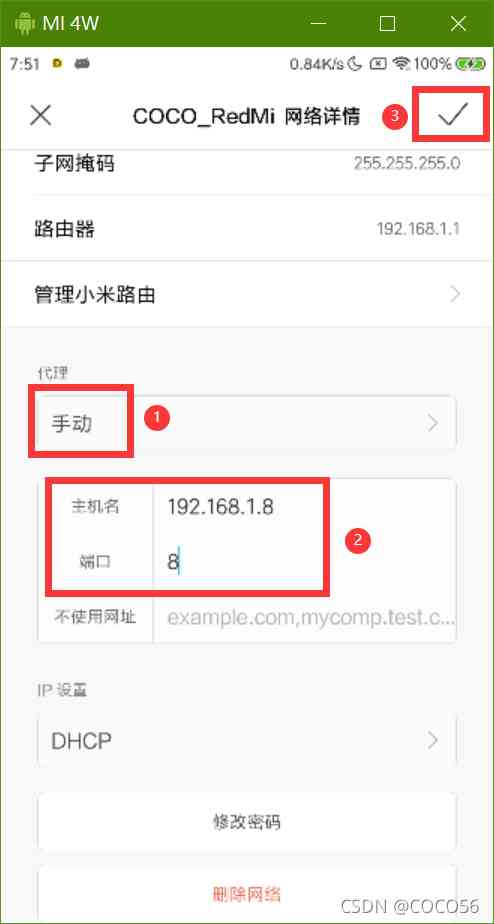 MI 4W
7:51 0.84K/s 100%
COCO_RedMi 网络详情 3
子网掩码 255.255.255.0
路由器 192.168.1.1
管理小米路由
代理
手动 1
主机名 192.168.1.8
端口 8 2
不使用网址 example.com,mycomp.test.c...
IP 设置
DHCP
修改密码
删除网络
CSDN @COCO56